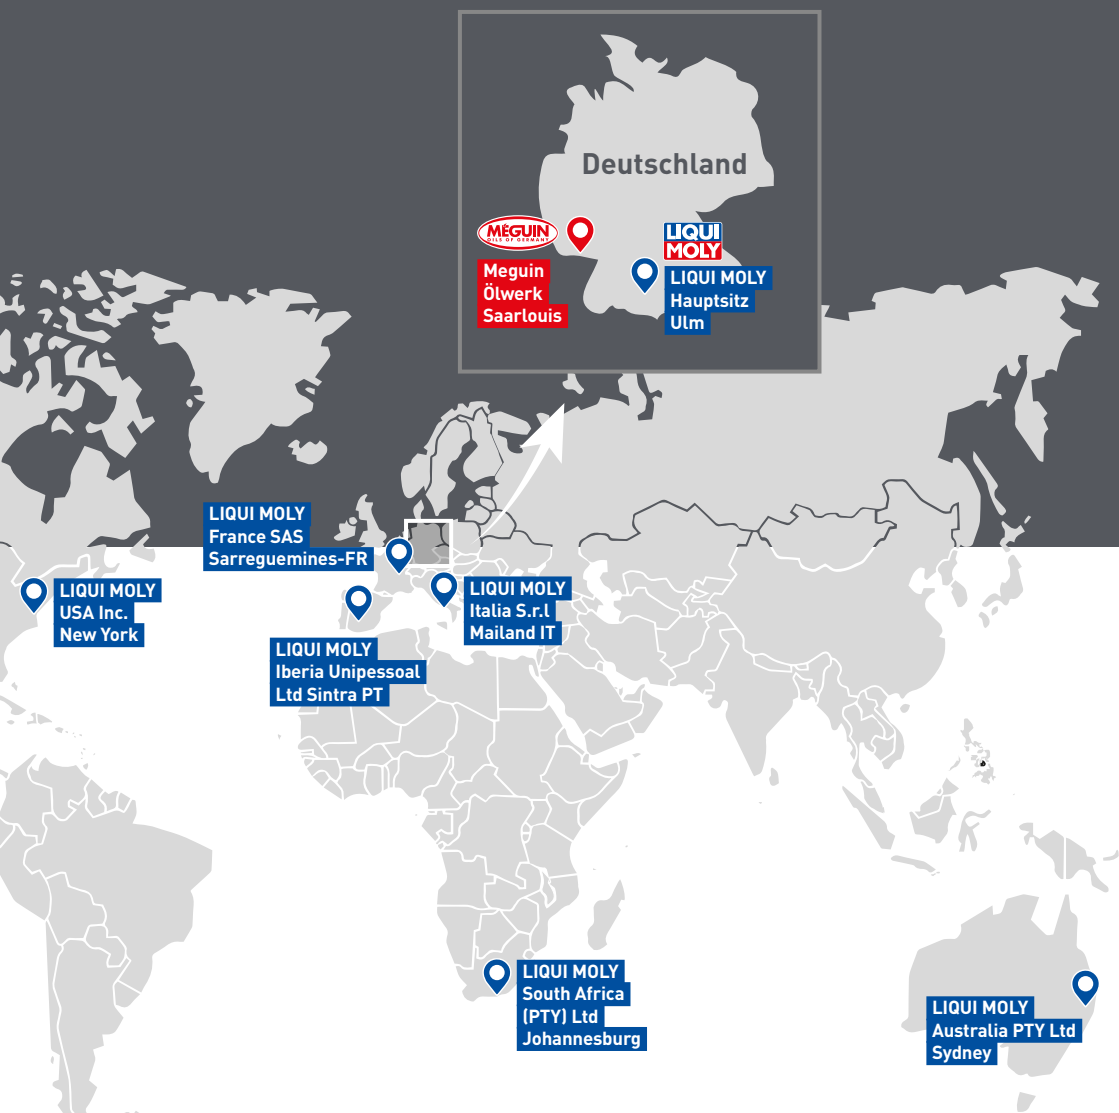 Deutschland
MÉGUIN
OILS OF GERMANY
Meguin
Ölwerk
Saarlouis
LIQUI
MOLY
LIQUI MOLY
Hauptsitz
Ulm
LIQUI MOLY
France SAS
Sarreguemines-FR
LIQUI MOLY
USA Inc.
New York
LIQUI MOLY
Italia S.r.l
Mailand IT
LIQUI MOLY
Iberia Unipessoal
Ltd Sintra PT
LIQUI MOLY
South Africa
(PTY) Ltd
Johannesburg
LIQUI MOLY
Australia PTY Ltd
Sydney